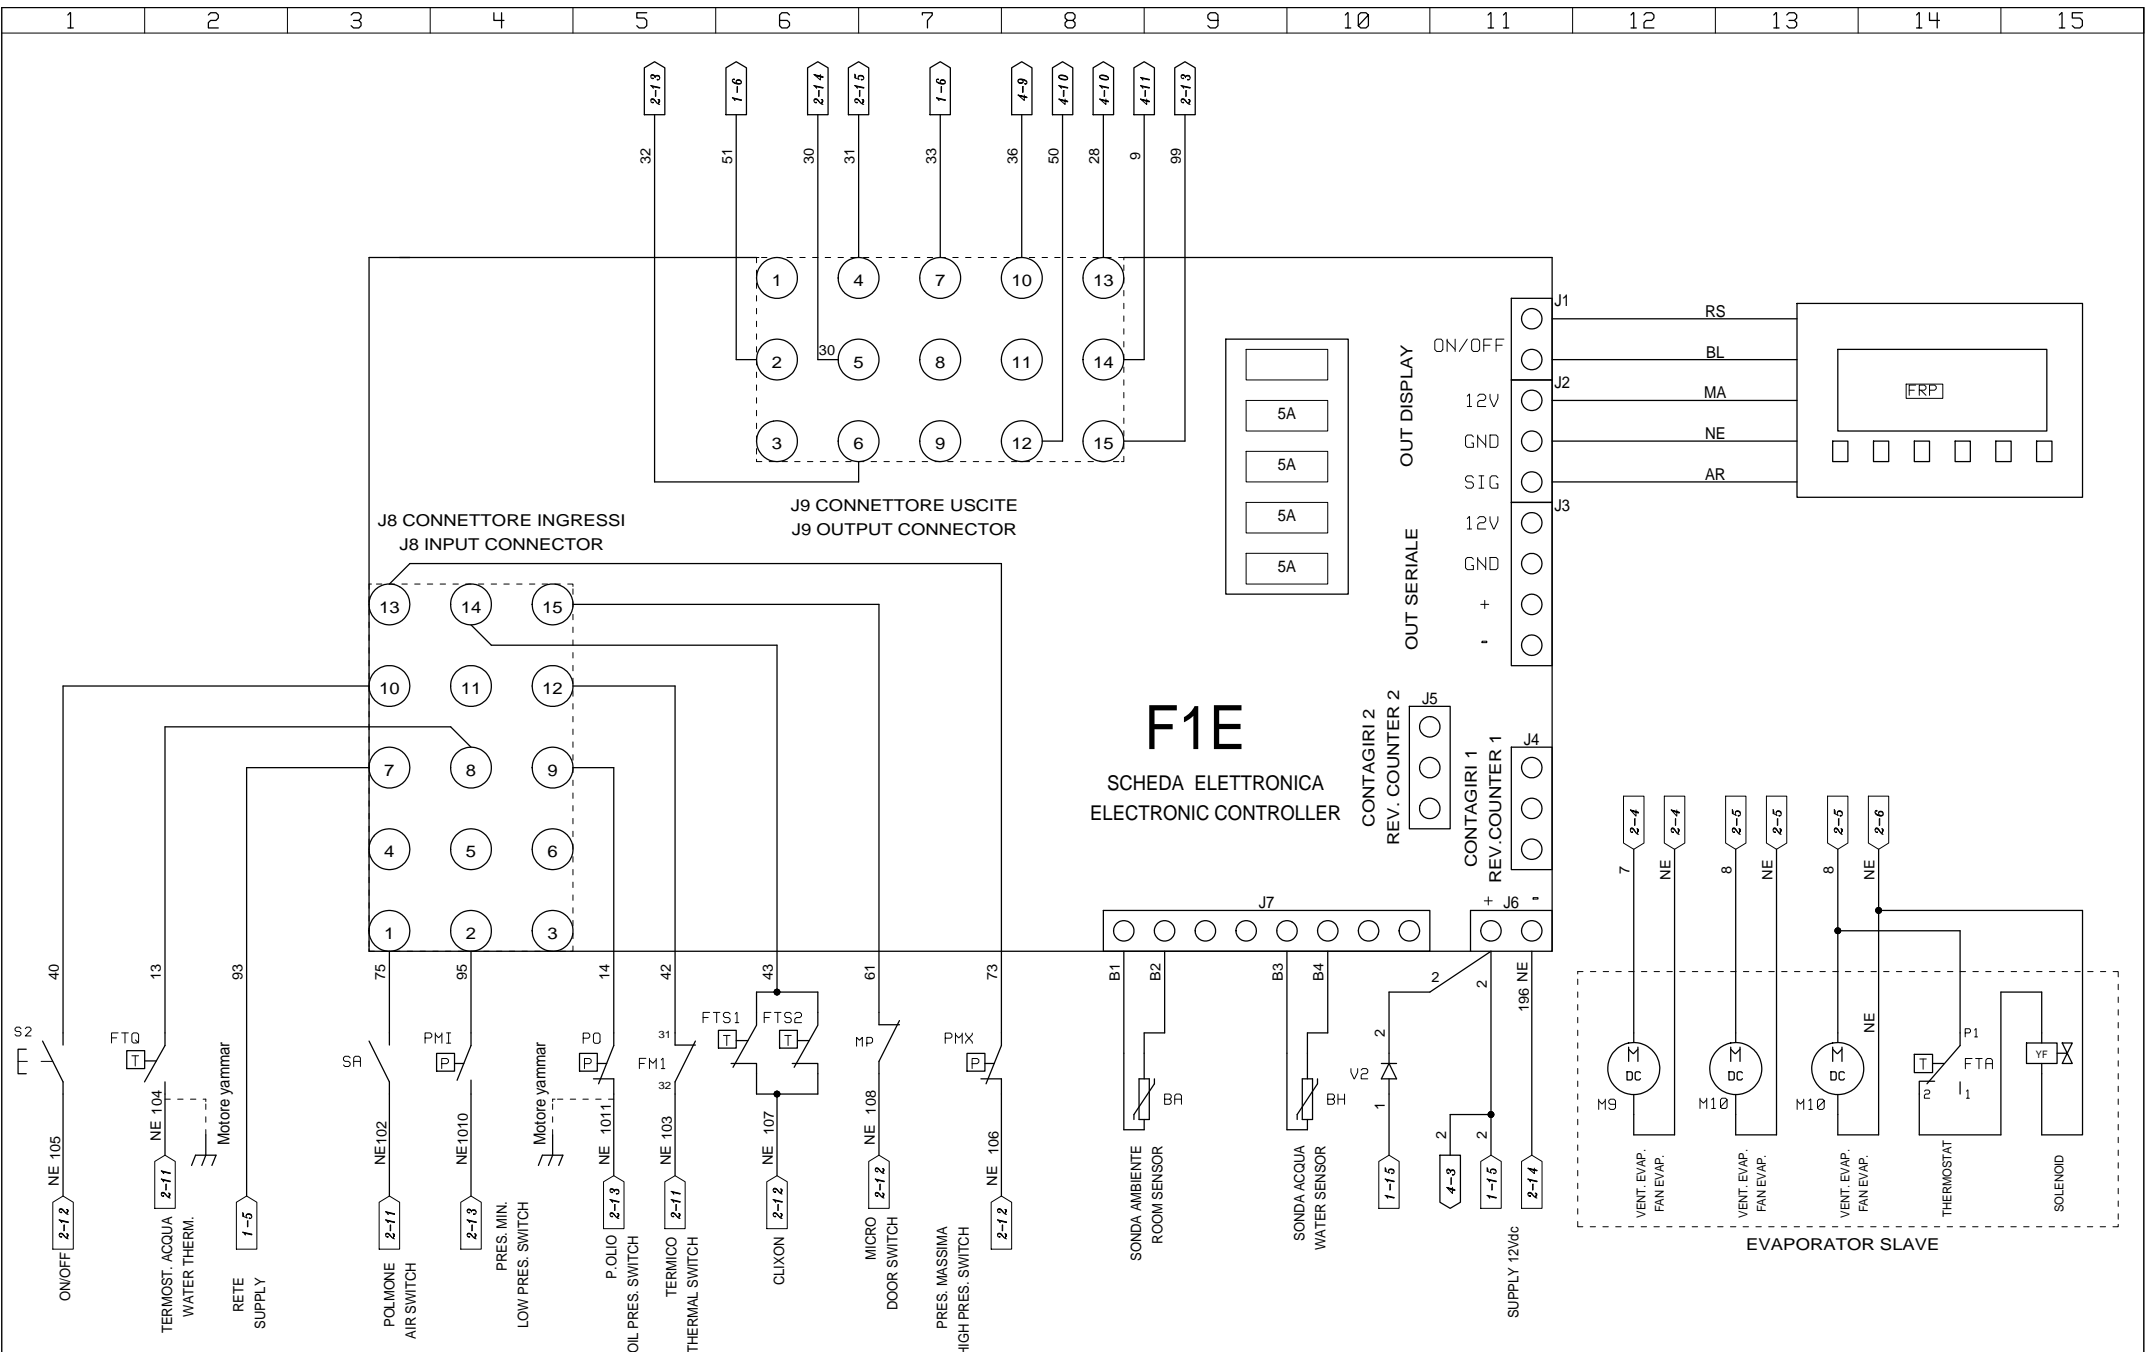 1 2 3 4 5 6 7 8 9 10 11 12 13 14 15
2-13 1-6 2-14 2-15 1-6 4-9 4-10 4-10 4-11 2-13
32 51 30 31 33 36 50 28 9 99
1 4 7 10 13
30
2 5 8 11 14
3 6 9 12 15
J9 CONNETTORE USCITE
J9 OUTPUT CONNECTOR
J8 CONNETTORE INGRESSI
J8 INPUT CONNECTOR
13 14 15
10 11 12
7 8 9
4 5 6
1 2 3
5A
5A
5A
5A
OUT DISPLAY
OUT SERIALE
J1
ON/OFF
J2
12V
GND
SIG
J3
12V
GND
+
-
RS
BL
MA
NE
AR
FRP
F1E
SCHEDA ELETTRONICA
ELECTRONIC CONTROLLER
CONTAGIRI 2
REV. COUNTER 2
J5
CONTAGIRI 1
REV.COUNTER 1
J4
J7
+ J6 -
40 13 93 75 95 14 42 43 61 73
B1 B2 B3 B4
2 2 196 NE
S2
NE 105
2-12
ON/OFF
FTQ
T
NE 104
2-11
TERMOST. ACQUA
WATER THERM.
Motore yammar
1-5
RETE
SUPPLY
SA
NE102
2-11
POLMONE
AIR SWITCH
PMI
P
NE1010
2-13
PRES. MIN.
LOW PRES. SWITCH
Motore yammar
PO
P
NE 1011
2-13
P.OLIO
OIL PRES. SWITCH
31
FM1
32
NE 103
2-11
TERMICO
THERMAL SWITCH
FTS1 FTS2
T T
NE 107
2-12
CLIXON
MP
NE 108
2-12
MICRO
DOOR SWITCH
PMX
P
NE 106
2-12
PRES. MASSIMA
HIGH PRES. SWITCH
BA
SONDA AMBIENTE
ROOM SENSOR
BH
SONDA ACQUA
WATER SENSOR
2
V2
1
1-15
2 2
4-3 1-15 2-14
SUPPLY 12Vdc
2-4 2-4 2-5 2-5 2-5 2-6
7 NE 8 NE 8 NE
NE
M
DC
M9
M
DC
M10
M
DC
M10
P1
T
FTA
2 1
YF
VENT. EVAP.
FAN EVAP.
VENT. EVAP.
FAN EVAP.
VENT. EVAP.
FAN EVAP.
THERMOSTAT
SOLENOID
EVAPORATOR SLAVE